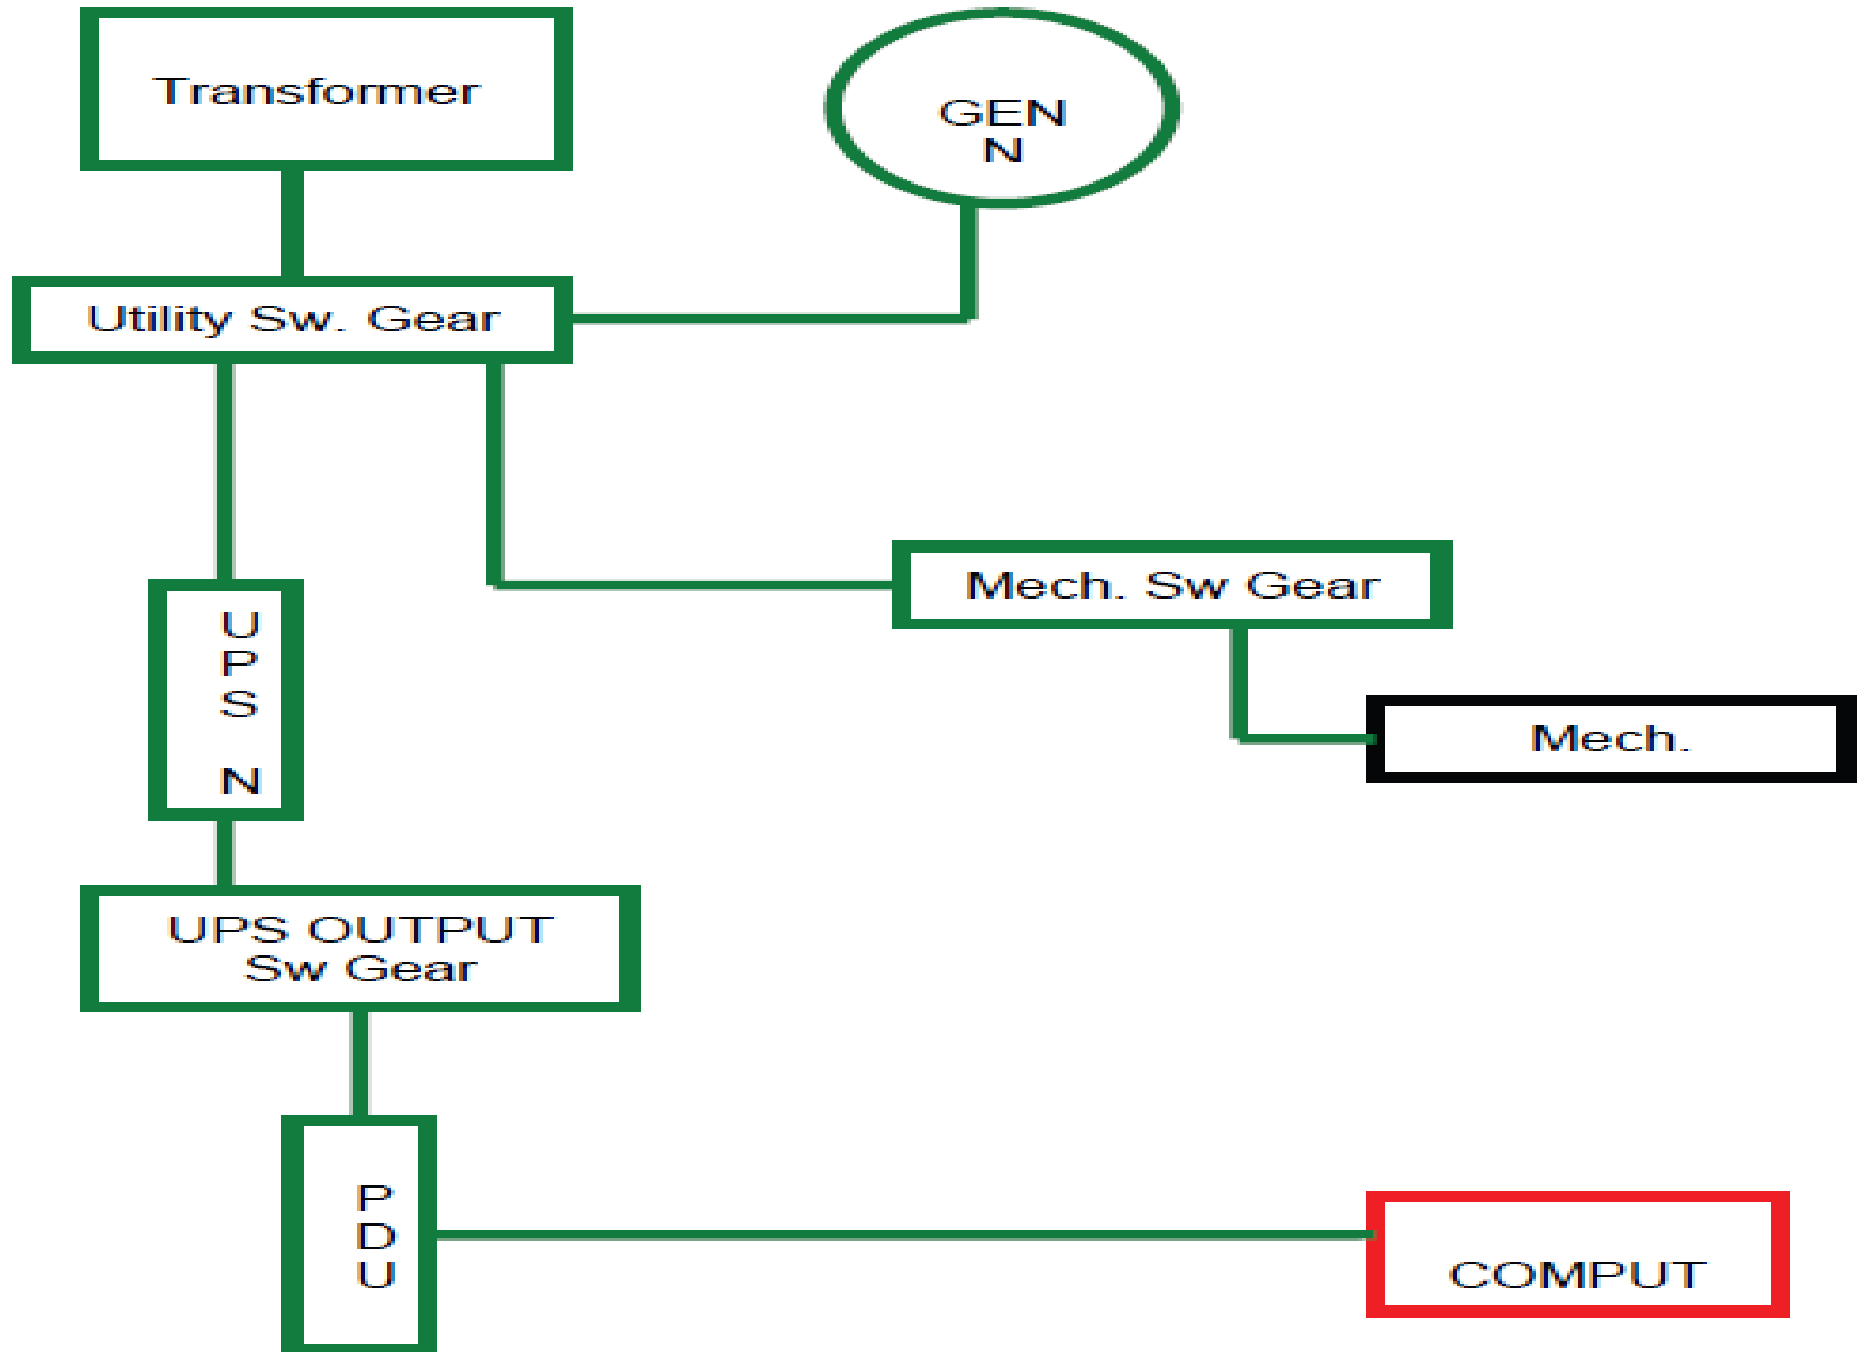 Transformer
GEN
N
Utility Sw. Gear
Mech. Sw Gear
U
P
S
N
Mech.
UPS OUTPUT
Sw Gear
P
D
U
COMPUT